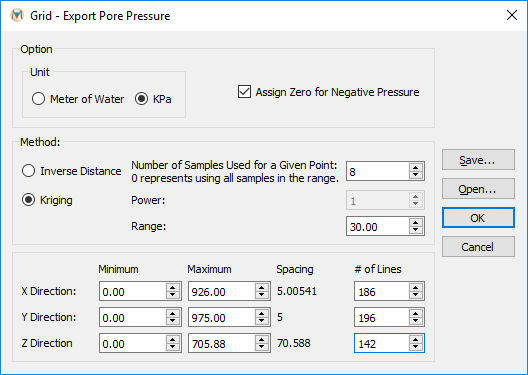 Grid - Export Pore Pressure
Option
Unit
Meter of Water
KPa
Assign Zero for Negative Pressure
Method:
Inverse Distance
Kriging
Number of Samples Used for a Given Point:
0 represents using all samples in the range.
8
Power:
1
Range:
30.00
Save...
Open...
OK
Cancel
Minimum Maximum Spacing # of Lines
X Direction: 0.00 926.00 5.00541 186
Y Direction: 0.00 975.00 5 196
Z Direction 0.00 705.88 70.588 142